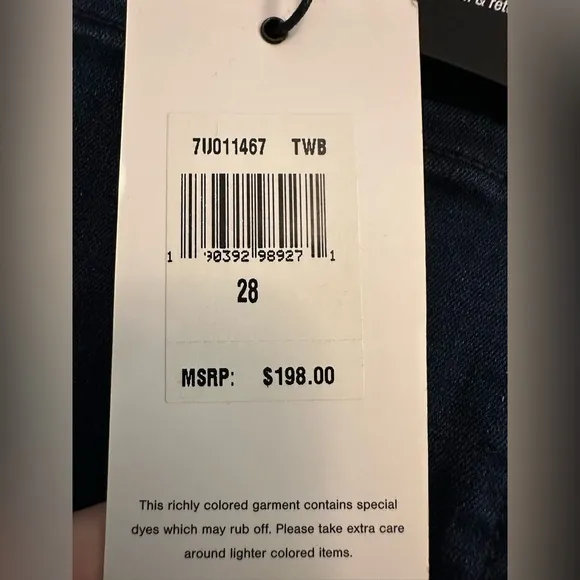 & ret
7U011467 TWB
1 90392 98927 1
28
MSRP: $198.00
This richly colored garment contains special
dyes which may rub off. Please take extra care
around lighter colored items.